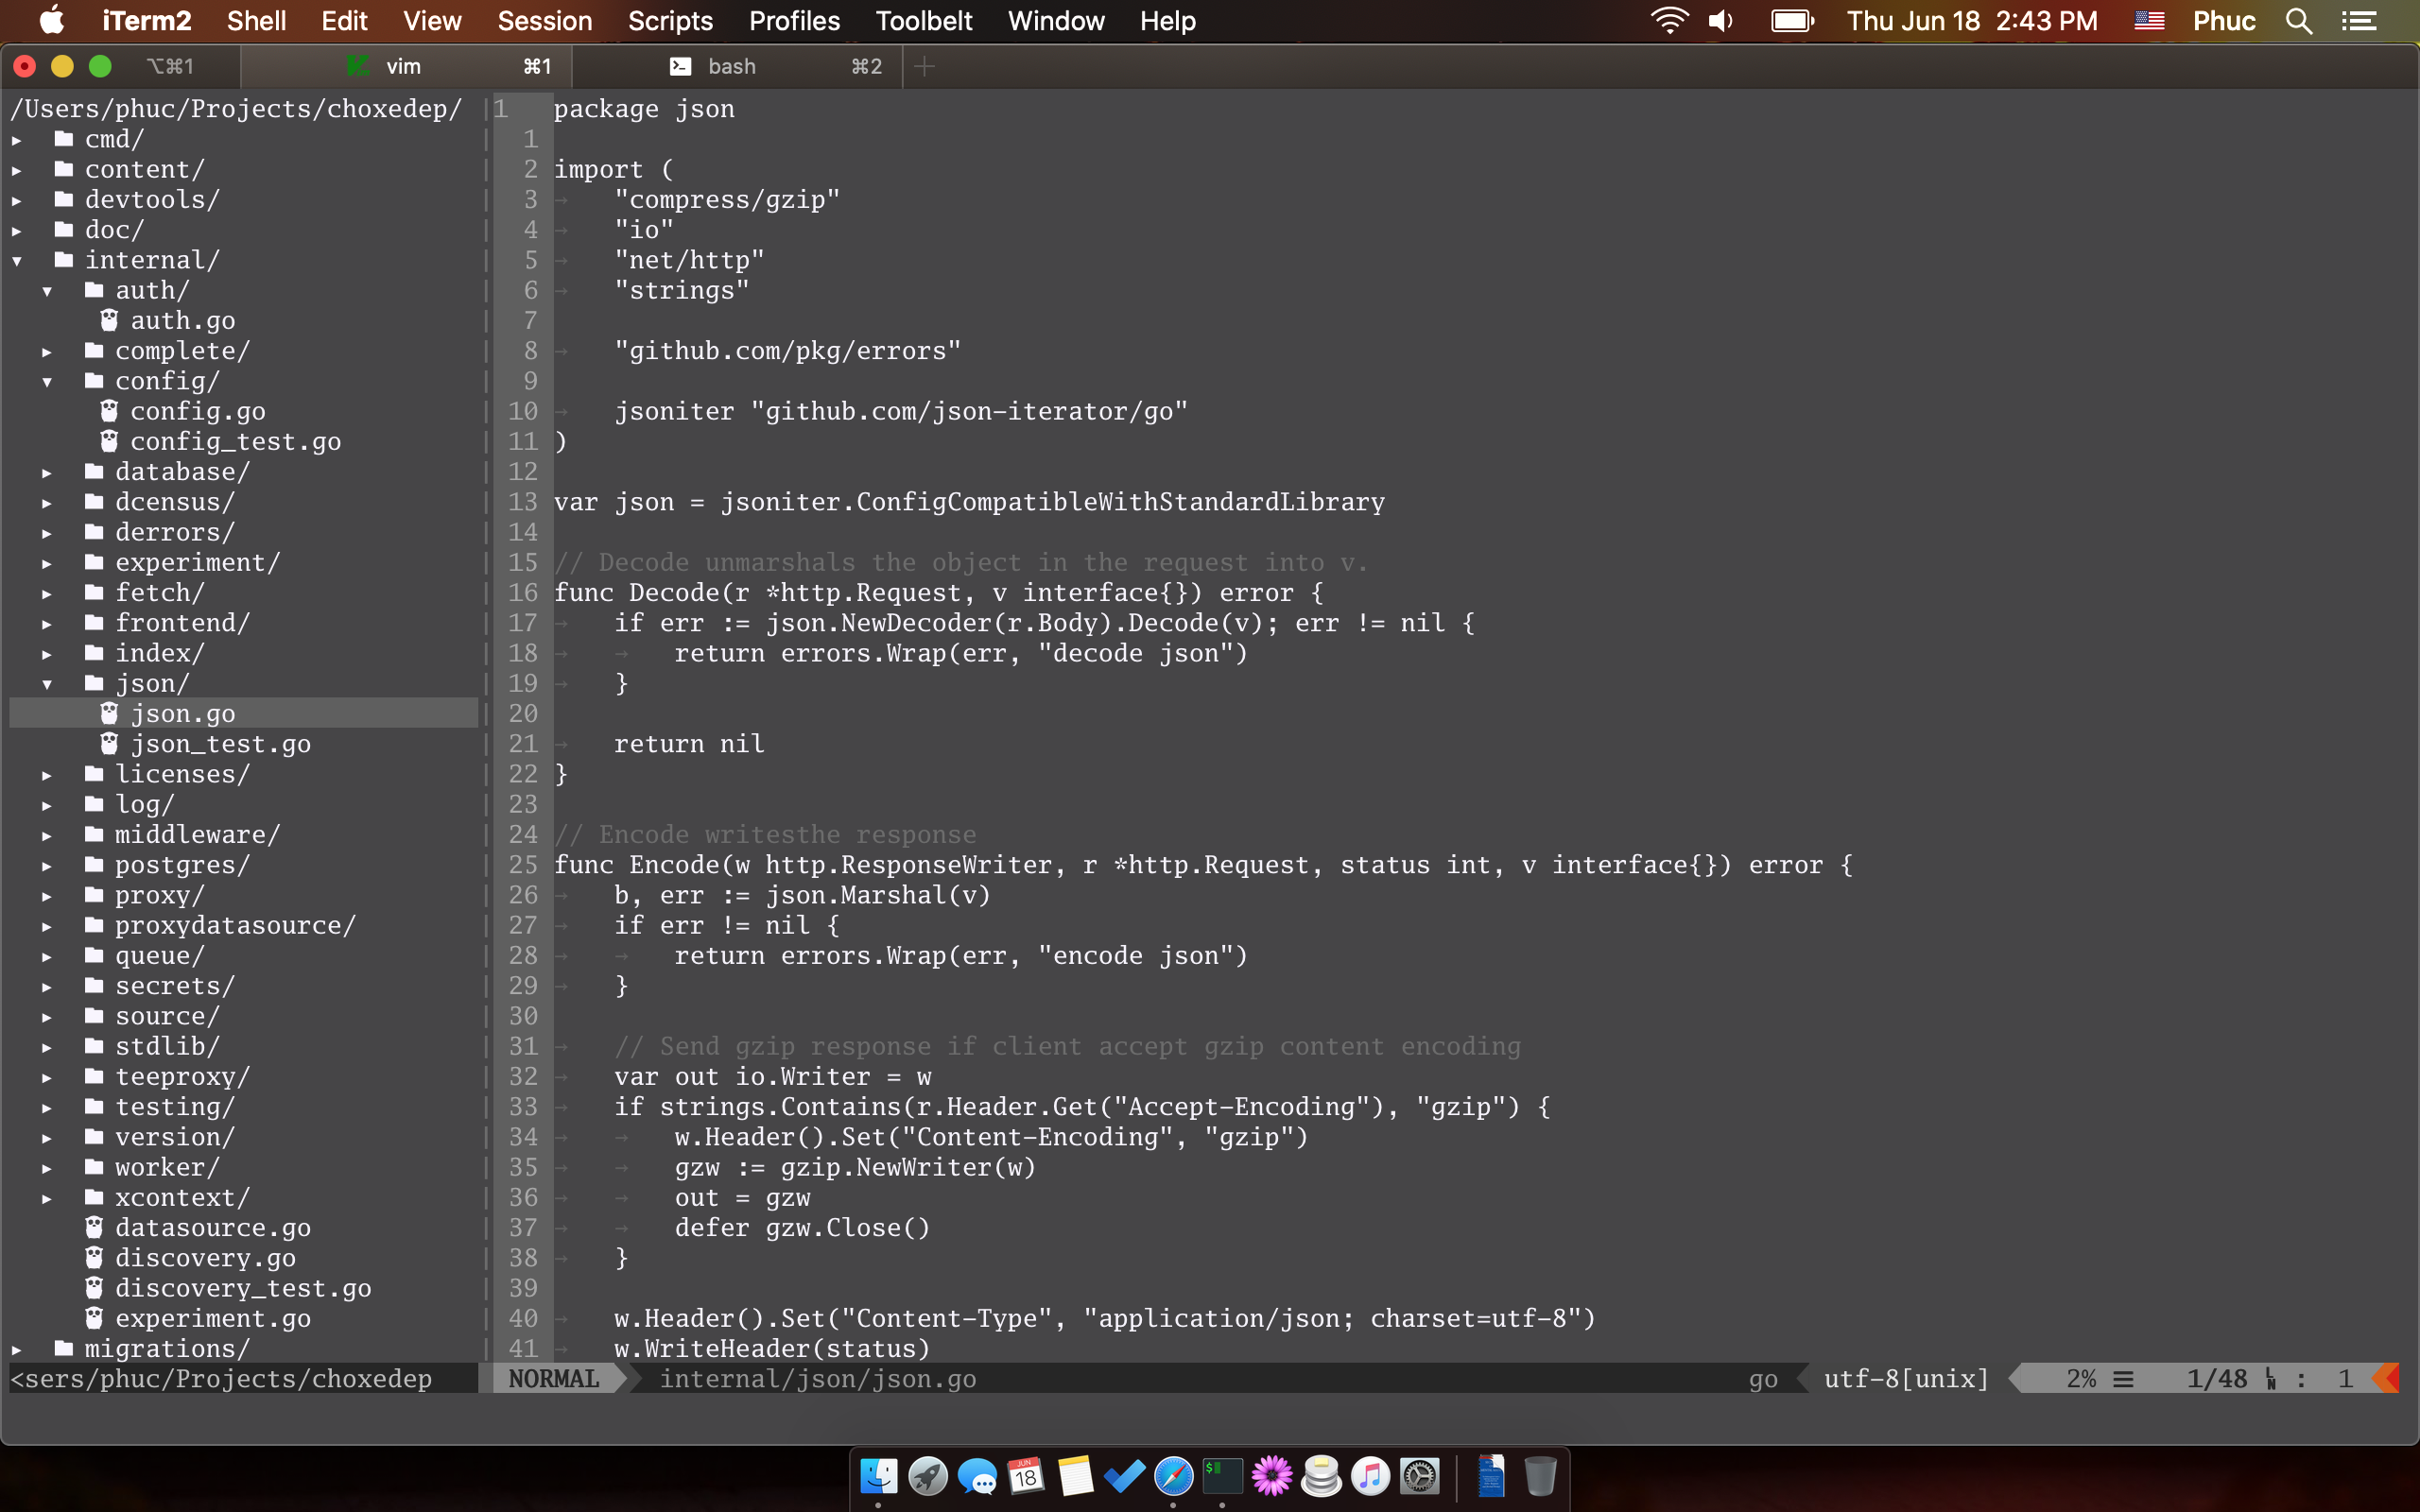 iTerm2 Shell Edit View Session Scripts Profiles Toolbelt Window Help Thu Jun 18 2:43 PM Phuc
⌥⌘1 vim ⌘1 bash ⌘2
/Users/phuc/Projects/choxedep/
▸ cmd/
▸ content/
▸ devtools/
▸ doc/
▾ internal/
▾ auth/
auth.go
▸ complete/
▾ config/
config.go
config_test.go
▸ database/
▸ dcensus/
▸ derrors/
▸ experiment/
▸ fetch/
▸ frontend/
▸ index/
▾ json/
json.go
json_test.go
▸ licenses/
▸ log/
▸ middleware/
▸ postgres/
▸ proxy/
▸ proxydatasource/
▸ queue/
▸ secrets/
▸ source/
▸ stdlib/
▸ teeproxy/
▸ testing/
▸ version/
▸ worker/
▸ xcontext/
datasource.go
discovery.go
discovery_test.go
experiment.go
▸ migrations/
<sers/phuc/Projects/choxedep
1 package json
1
2 import (
3 → "compress/gzip"
4 → "io"
5 → "net/http"
6 → "strings"
7
8 → "github.com/pkg/errors"
9
10 → jsoniter "github.com/json-iterator/go"
11 )
12
13 var json = jsoniter.ConfigCompatibleWithStandardLibrary
14
15 // Decode unmarshals the object in the request into v.
16 func Decode(r *http.Request, v interface{}) error {
17 → if err := json.NewDecoder(r.Body).Decode(v); err != nil {
18 → → return errors.Wrap(err, "decode json")
19 → }
20
21 → return nil
22 }
23
24 // Encode writesthe response
25 func Encode(w http.ResponseWriter, r *http.Request, status int, v interface{}) error {
26 → b, err := json.Marshal(v)
27 → if err != nil {
28 → → return errors.Wrap(err, "encode json")
29 → }
30
31 → // Send gzip response if client accept gzip content encoding
32 → var out io.Writer = w
33 → if strings.Contains(r.Header.Get("Accept-Encoding"), "gzip") {
34 → → w.Header().Set("Content-Encoding", "gzip")
35 → → gzw := gzip.NewWriter(w)
36 → → out = gzw
37 → → defer gzw.Close()
38 → }
39
40 → w.Header().Set("Content-Type", "application/json; charset=utf-8")
41 → w.WriteHeader(status)
NORMAL internal/json/json.go go utf-8[unix] 2% ☰ 1/48 LN : 1
JUN
18
$